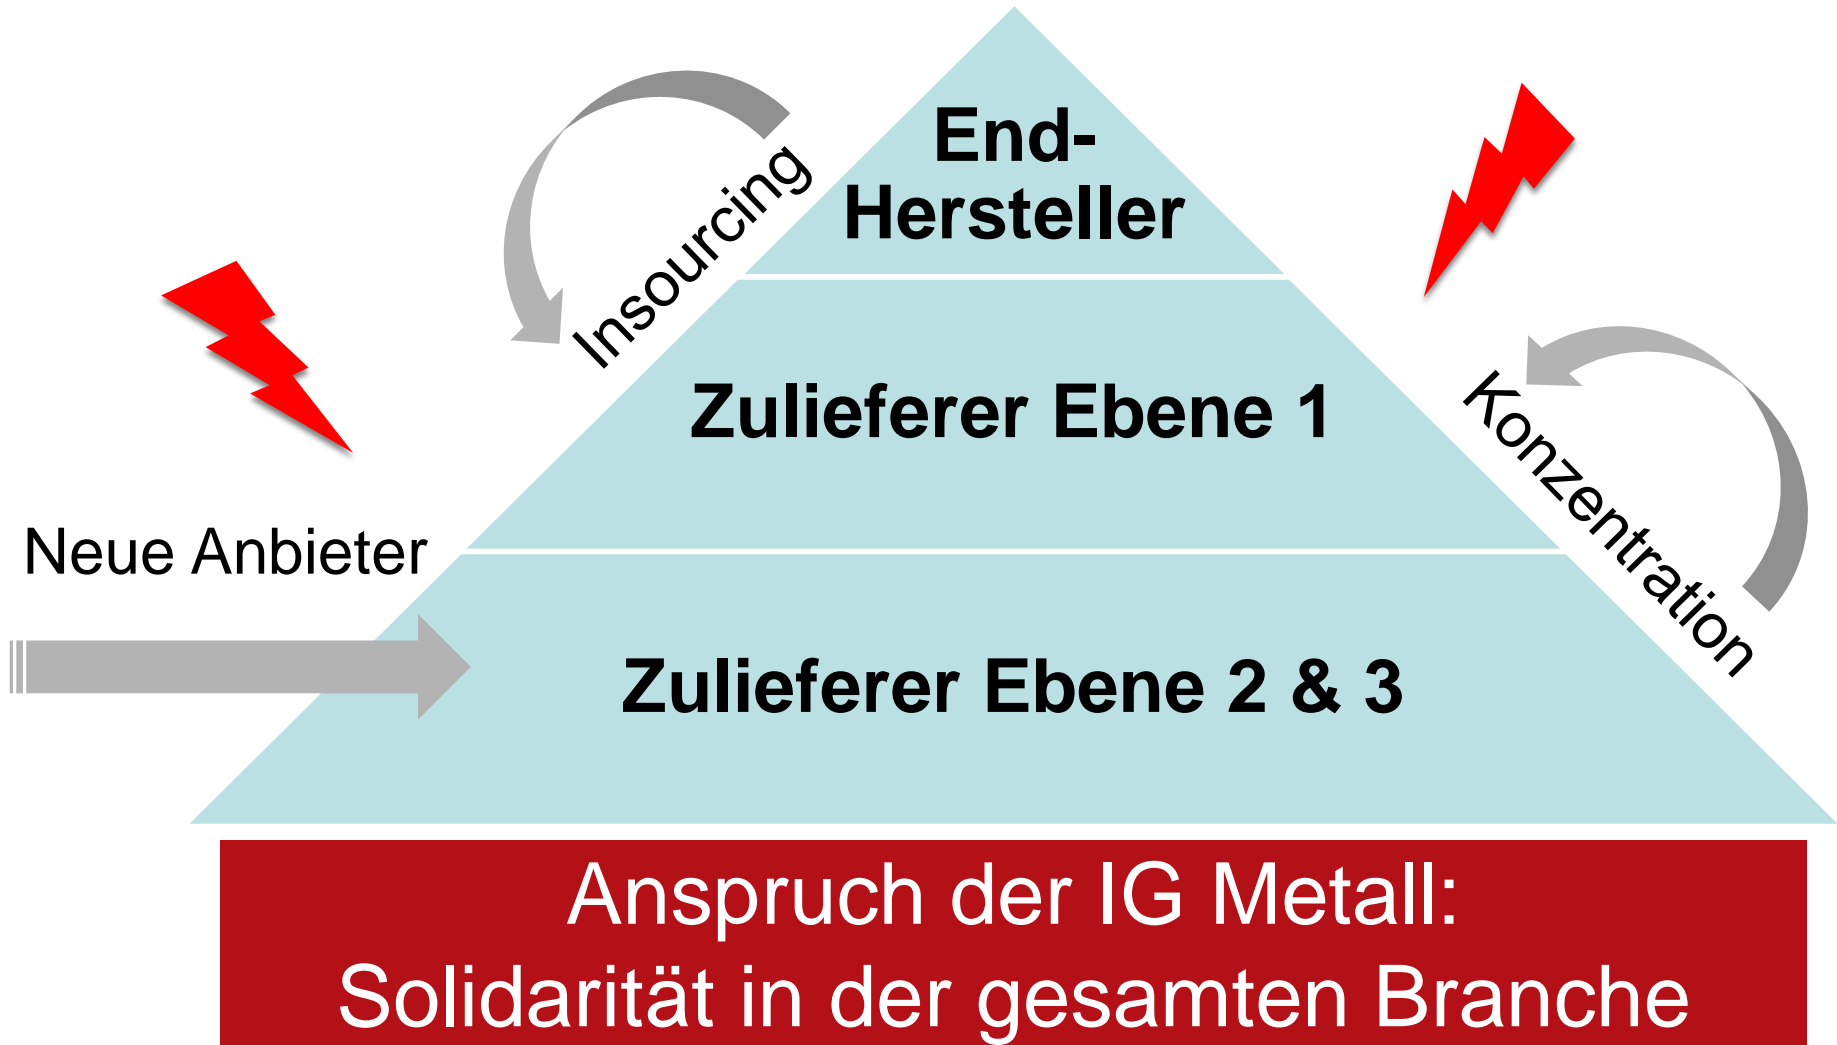 End-
Hersteller
Insourcing
Zulieferer Ebene 1
Konzentration
Neue Anbieter
Zulieferer Ebene 2 & 3
Anspruch der IG Metall:
Solidarität in der gesamten Branche